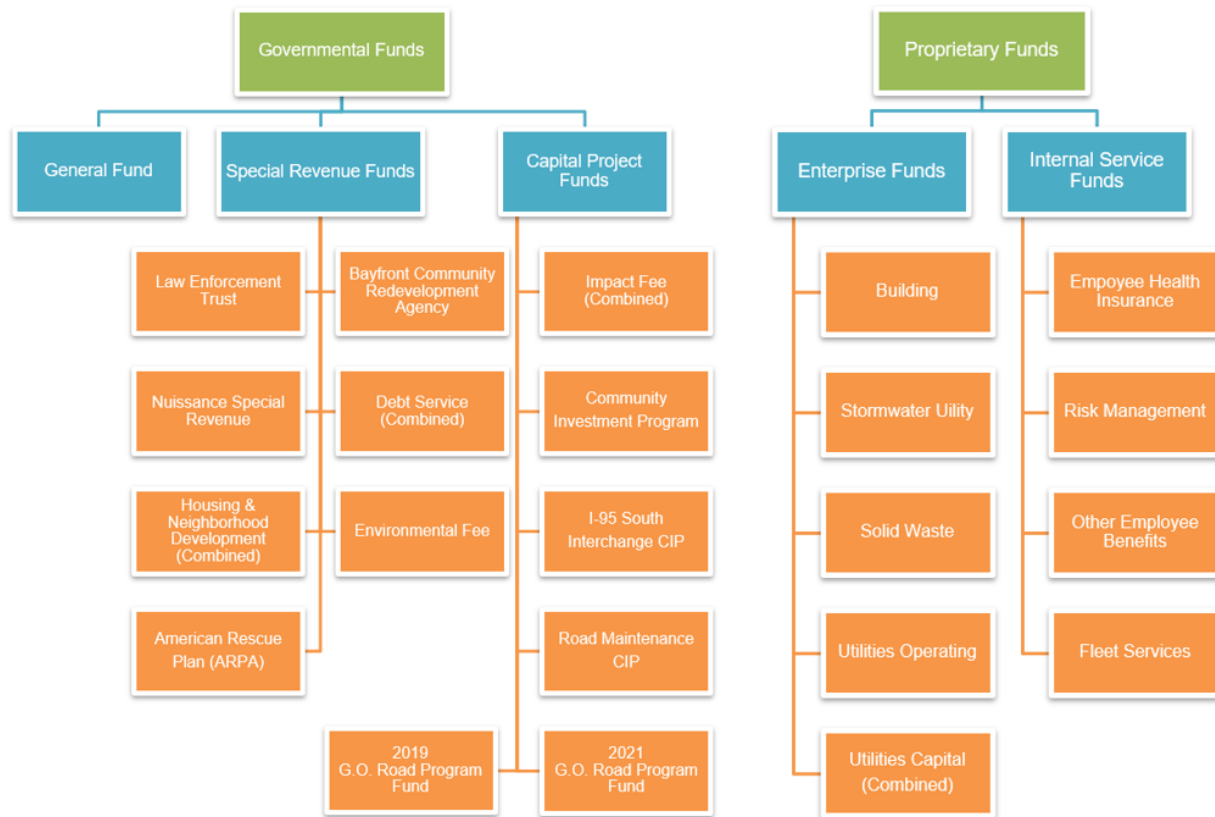 Governmental Funds
Proprietary Funds
General Fund
Special Revenue Funds
Capital Project
Funds
Enterprise Funds
Internal Service
Funds
Law Enforcement
Trust
Bayfront Community
Redevelopment
Agency
Impact Fee
(Combined)
Building
Empoyee Health
Insurance
Nuissance Special
Revenue
Debt Service
(Combined)
Community
Investment Program
Stormwater Uility
Risk Management
Housing &
Neighborhood
Development
(Combined)
Environmental Fee
I-95 South
Interchange CIP
Solid Waste
Other Employee
Benefits
American Rescue
Plan (ARPA)
Road Maintenance
CIP
Utilities Operating
Fleet Services
2019
G.O. Road Program
Fund
2021
G.O. Road Program
Fund
Utilities Capital
(Combined)